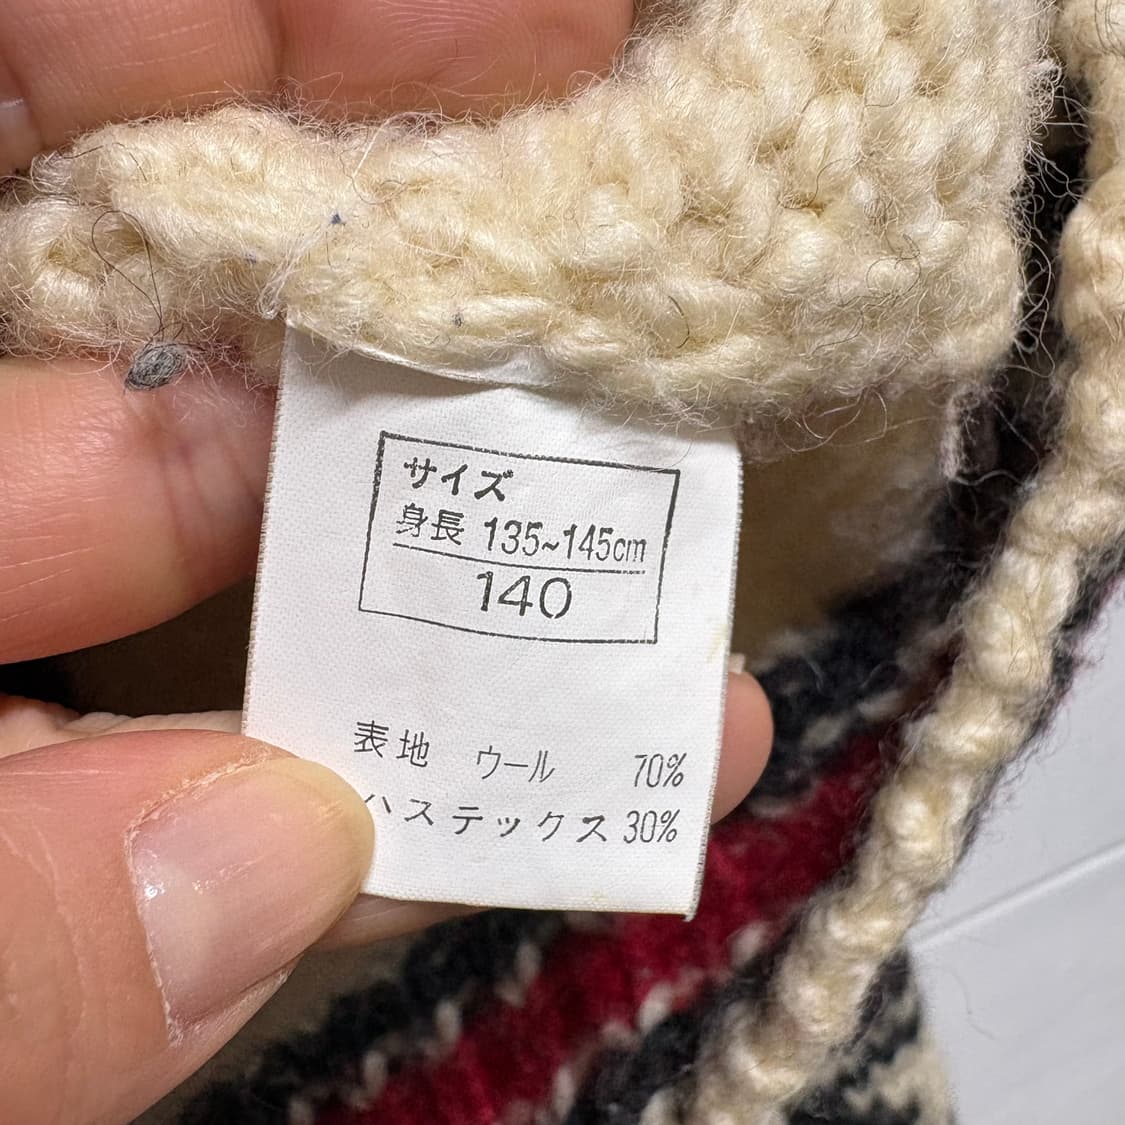 サイズ
身長 135~145cm
140
表地 ウール 70%
ハステックス 30%